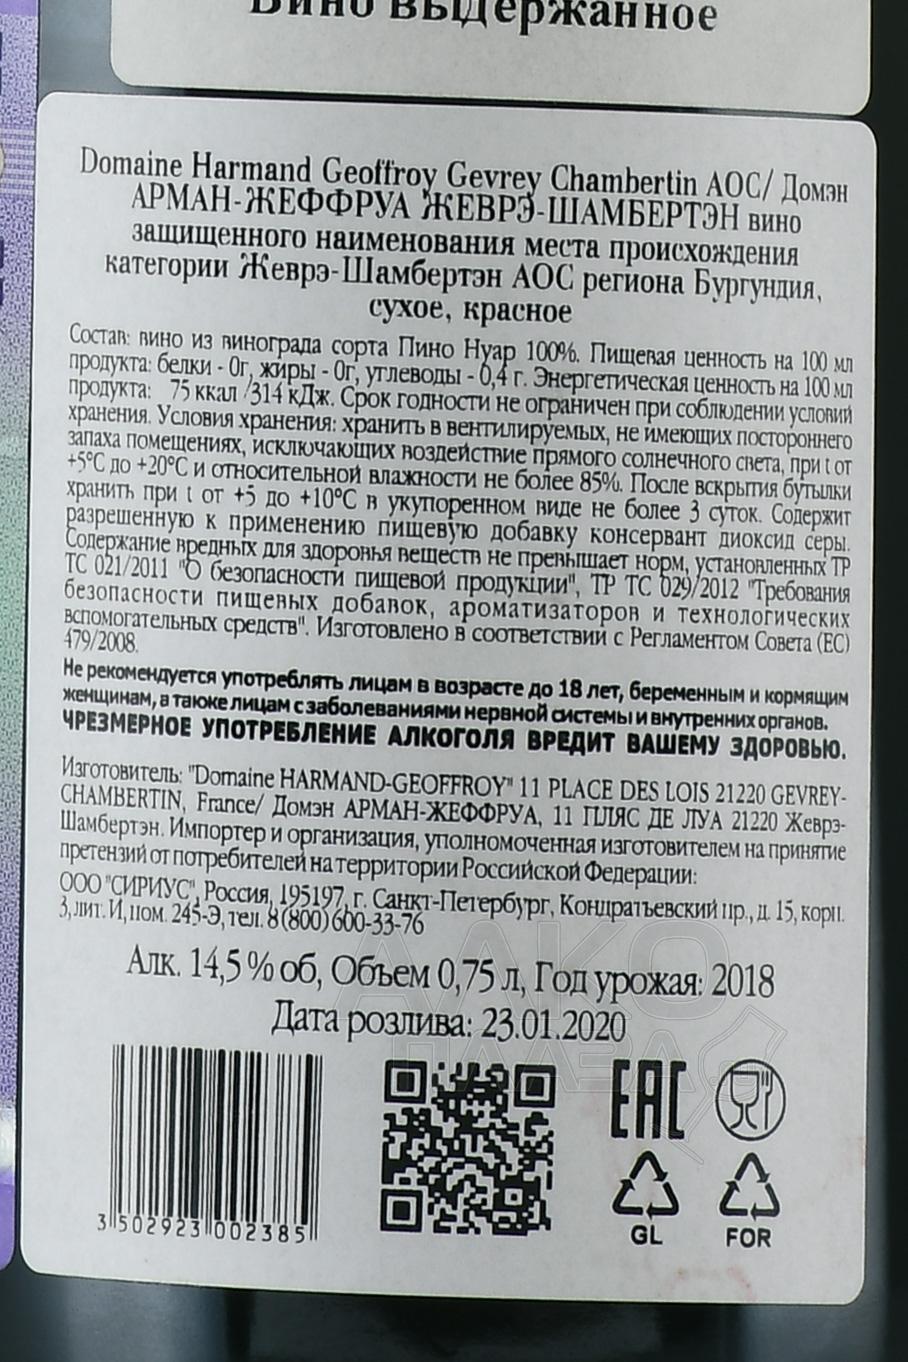 Вино выдержанное
Domaine Harmand Geoffroy Gevrey Chambertin AOC/ Домэн
АРМАН-ЖЕФФРУА ЖЕВРЭ-ШАМБЕРТЭН вино
защищенного наименования места происхождения
категории Жеврэ-Шамбертэн АОС региона Бургундия,
сухое, красное
Состав: вино из винограда сорта Пино Нуар 100%. Пищевая ценность на 100 мл
продукта: белки - 0г, жиры - 0г, углеводы - 0,4 г. Энергетическая ценность на 100 мл
продукта: 75 ккал /314 кДж. Срок годности не ограничен при соблюдении условий
хранения. Условия хранения: хранить в вентилируемых, не имеющих постороннего
запаха помещениях, исключающих воздействие прямого солнечного света, при t от
+5°С до +20°С и относительной влажности не более 85%. После вскрытия бутылки
хранить при t от +5 до +10°С в укупоренном виде не более 3 суток. Содержит
разрешенную к применению пищевую добавку консервант диоксид серы.
Содержание вредных для здоровья веществ не превышает норм, установленных ТР
ТС 021/2011 "О безопасности пищевой продукции", ТР ТС 029/2012 "Требования
безопасности пищевых добавок, ароматизаторов и технологических
вспомогательных средств". Изготовлено в соответствии с Регламентом Совета (ЕС)
479/2008.
Не рекомендуется употреблять лицам в возрасте до 18 лет, беременным и кормящим
женщинам, а также лицам с заболеваниями нервной системы и внутренних органов.
ЧРЕЗМЕРНОЕ УПОТРЕБЛЕНИЕ АЛКОГОЛЯ ВРЕДИТ ВАШЕМУ ЗДОРОВЬЮ.
Изготовитель: "Domaine HARMAND-GEOFFROY" 11 PLACE DES LOIS 21220 GEVREY-
CHAMBERTIN, France/ Домэн АРМАН-ЖЕФФРУА, 11 ПЛЯС ДЕ ЛУА 21220 Жеврэ-
Шамбертэн. Импортер и организация, уполномоченная изготовителем на принятие
претензий от потребителей на территории Российской Федерации:
ООО "СИРИУС", Россия, 195197, г. Санкт-Петербург, Кондратьевский пр., д. 15, корп.
3, лит. И, пом. 245-Э, тел. 8 (800) 600-33-76
Алк. 14,5 % об, Объем 0,75 л, Год урожая: 2018
Дата розлива: 23.01.2020
АЛКО
ПЛАЗА
EAC
3 502923 002385
GL
FOR